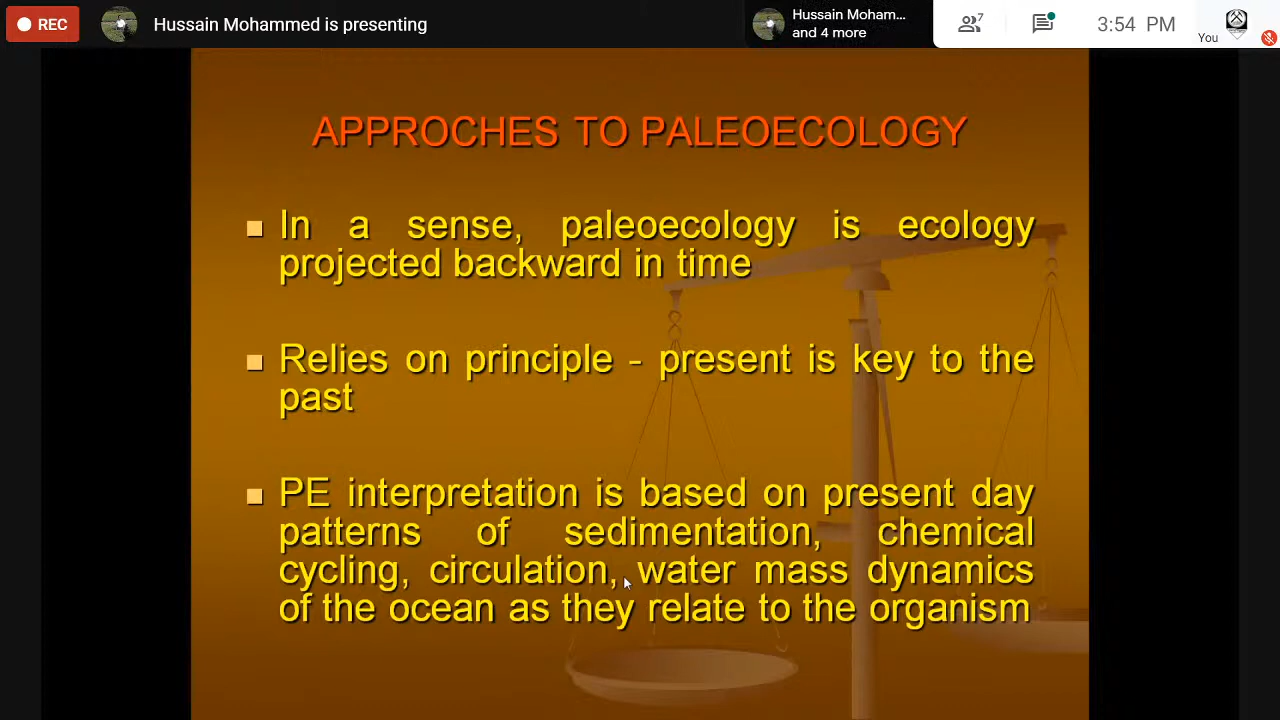 REC
Hussain Mohammed is presenting
Hussain Moham...
and 4 more
7
3:54 PM
You
APPROCHES TO PALEOECOLOGY
In a sense, paleoecology is ecology
projected backward in time
Relies on principle - present is key to the
past
PE interpretation is based on present day
patterns of sedimentation, chemical
cycling, circulation, water mass dynamics
of the ocean as they relate to the organism